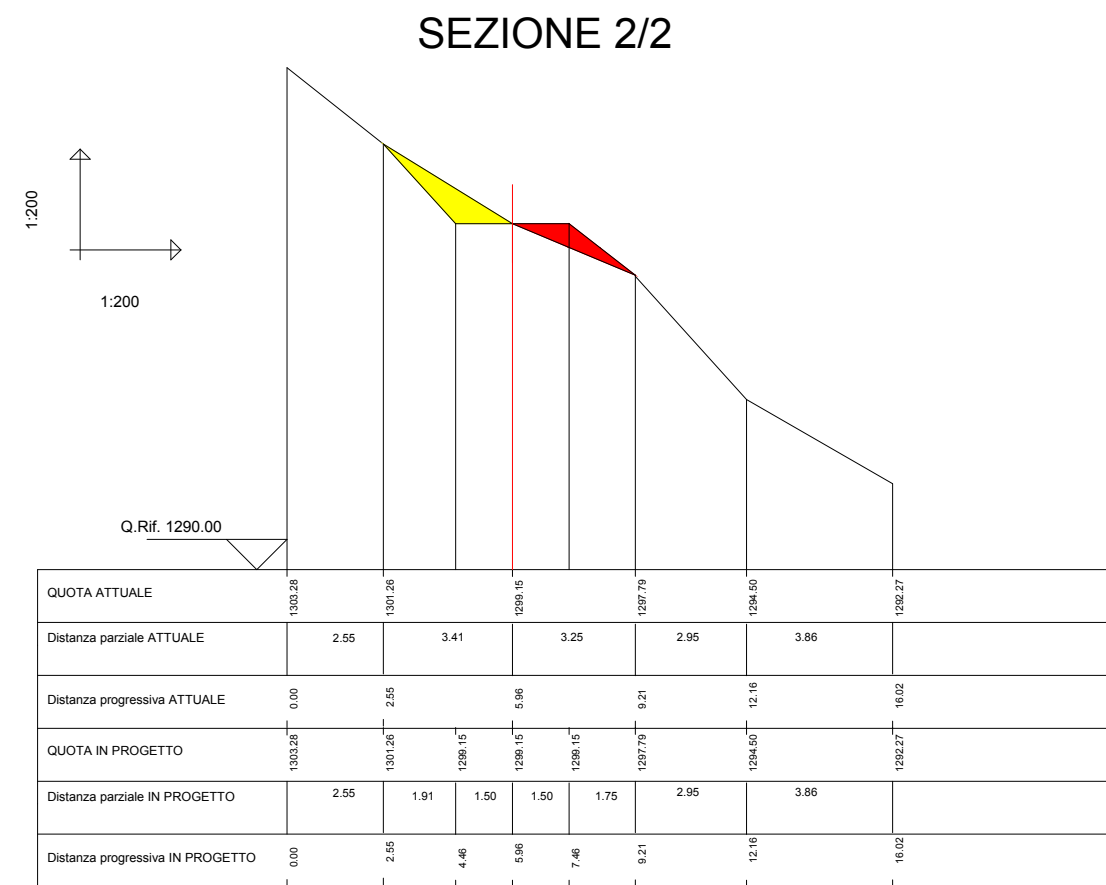 SEZIONE 2/2
1:200
1:200
Q.Rif. 1290.00
QUOTA ATTUALE 1303.28 1301.26 1299.15 1297.79 1294.50 1292.27
Distanza parziale ATTUALE 2.55 3.41 3.25 2.95 3.86
Distanza progressiva ATTUALE 0.00 2.55 5.96 9.21 12.16 16.02
QUOTA IN PROGETTO 1303.28 1301.26 1299.15 1299.15 1299.15 1297.79 1294.50 1292.27
Distanza parziale IN PROGETTO 2.55 1.91 1.50 1.50 1.75 2.95 3.86
Distanza progressiva IN PROGETTO 0.00 2.55 4.46 5.96 7.46 9.21 12.16 16.02